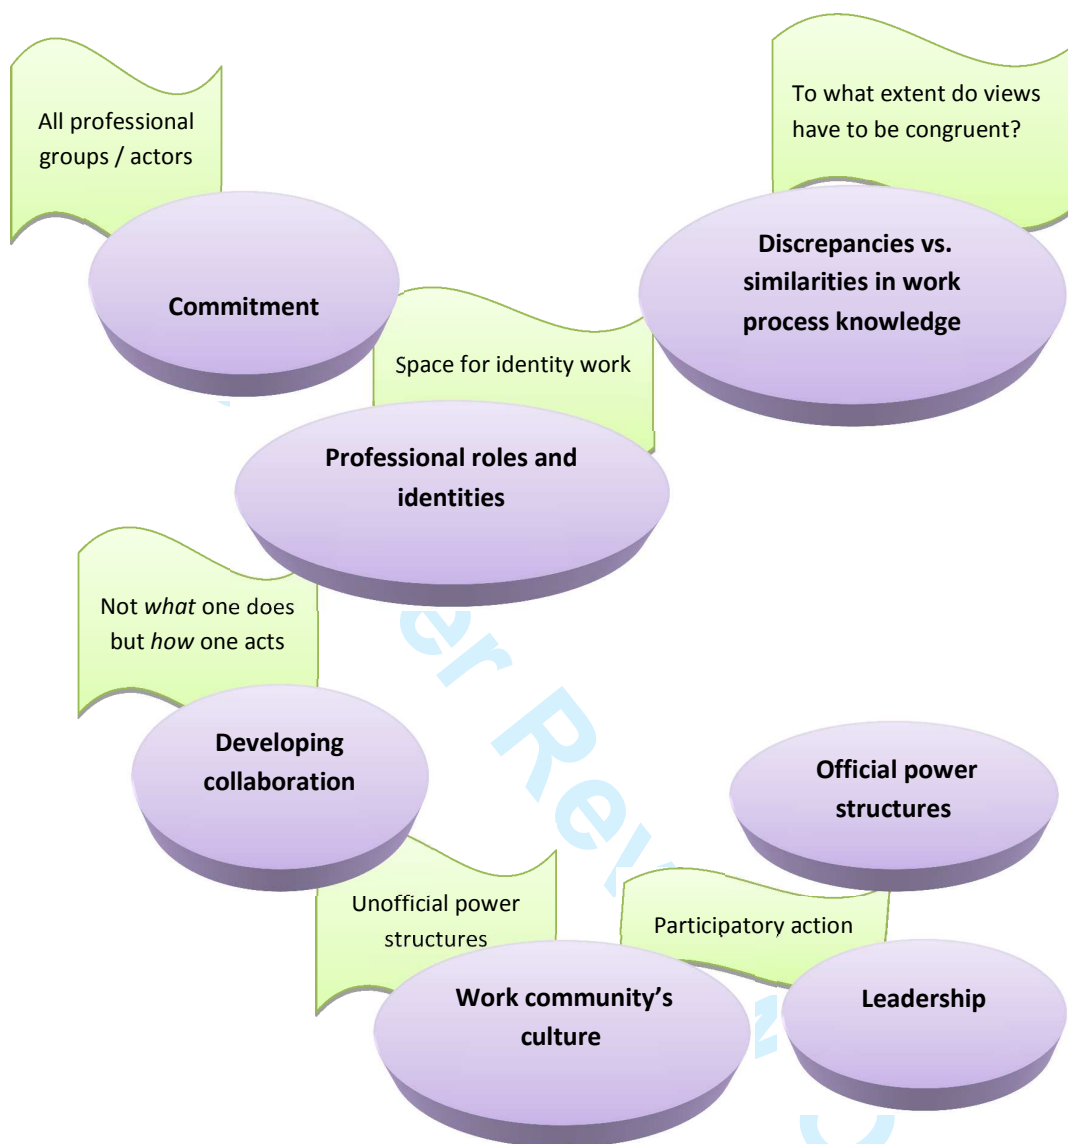 All professional
groups / actors
To what extent do views
have to be congruent?
Commitment
Discrepancies vs.
similarities in work
process knowledge
Space for identity work
Professional roles and
identities
Not what one does
but how one acts
Developing
collaboration
Official power
structures
Unofficial power
structures
Participatory action
Work community’s
culture
Leadership